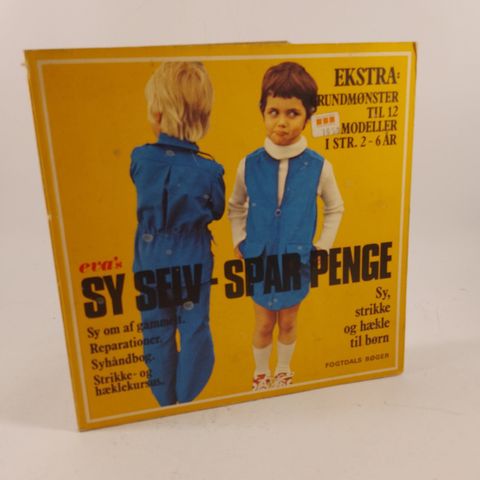 EKSTRA:
GRUNDMØNSTER
TIL 12
MODELLER
I STR. 2-6 ÅR
eva's
SY SELV - SPAR PENGE
Sy om af gammelt.
Reparationer.
Syhåndbog.
Strikke- og
hæklekursus.
Sy,
strikke
og hækle
til børn
FOGTDALS BØGER